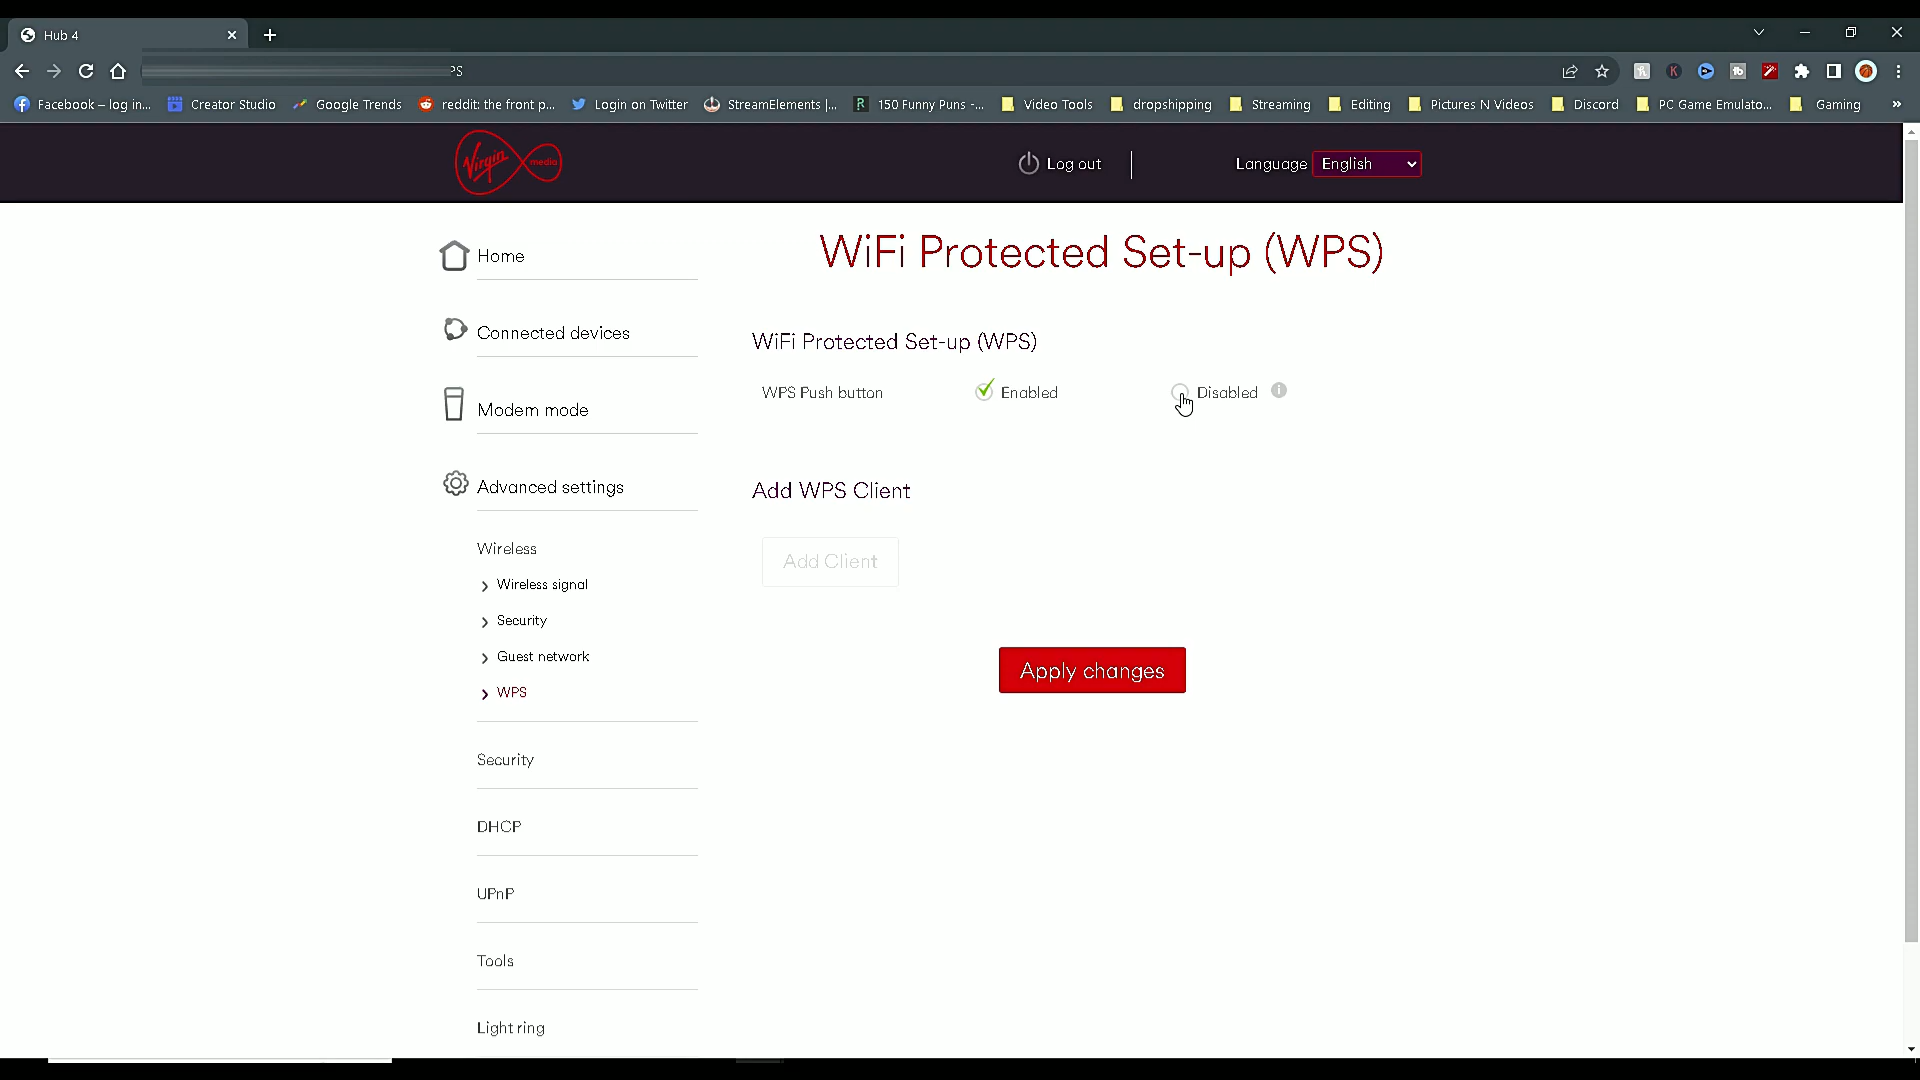 Hub 4
PS
Facebook – log in...
Creator Studio
Google Trends
reddit: the front p...
Login on Twitter
StreamElements |...
R 150 Funny Puns -...
Video Tools
dropshipping
Streaming
Editing
Pictures N Videos
Discord
PC Game Emulato...
Gaming
»
Virgin media
Log out
Language English
Home
Connected devices
Modem mode
Advanced settings
Wireless
Wireless signal
Security
Guest network
WPS
Security
DHCP
UPnP
Tools
Light ring
WiFi Protected Set-up (WPS)
WiFi Protected Set-up (WPS)
WPS Push button Enabled Disabled
Add WPS Client
Add Client
Apply changes